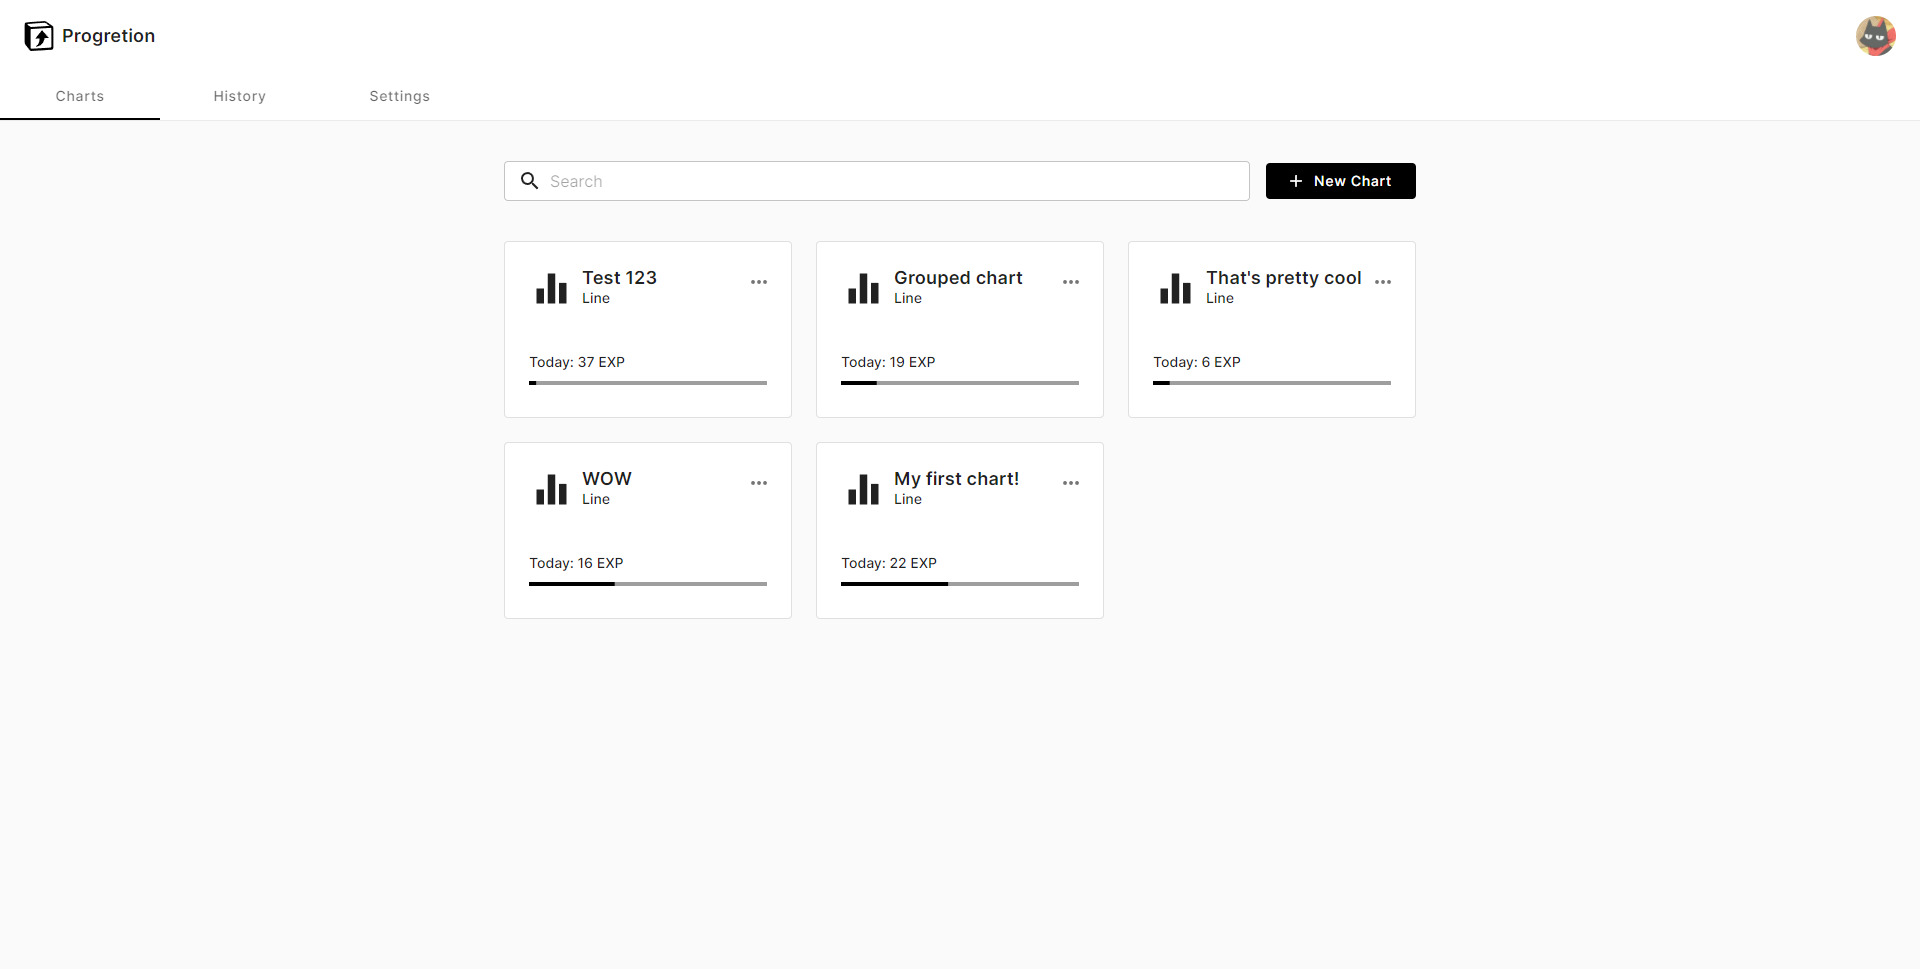 Progretion
Charts
History
Settings
Search
New Chart
Test 123
Line
Today: 37 EXP
Grouped chart
Line
Today: 19 EXP
That's pretty cool
Line
Today: 6 EXP
WOW
Line
Today: 16 EXP
My first chart!
Line
Today: 22 EXP